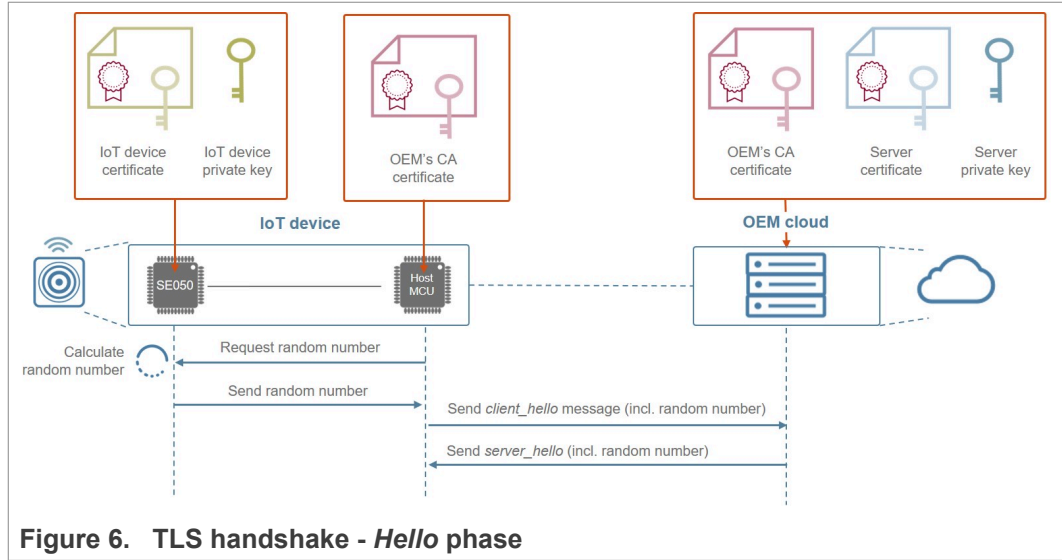 IoT device
certificate
IoT device
private key
OEM's CA
certificate
OEM's CA
certificate
Server
certificate
Server
private key
IoT device
OEM cloud
SE050
Host
MCU
Calculate
random number
Request random number
Send random number
Send client_hello message (incl. random number)
Send server_hello (incl. random number)
Figure 6. TLS handshake - Hello phase